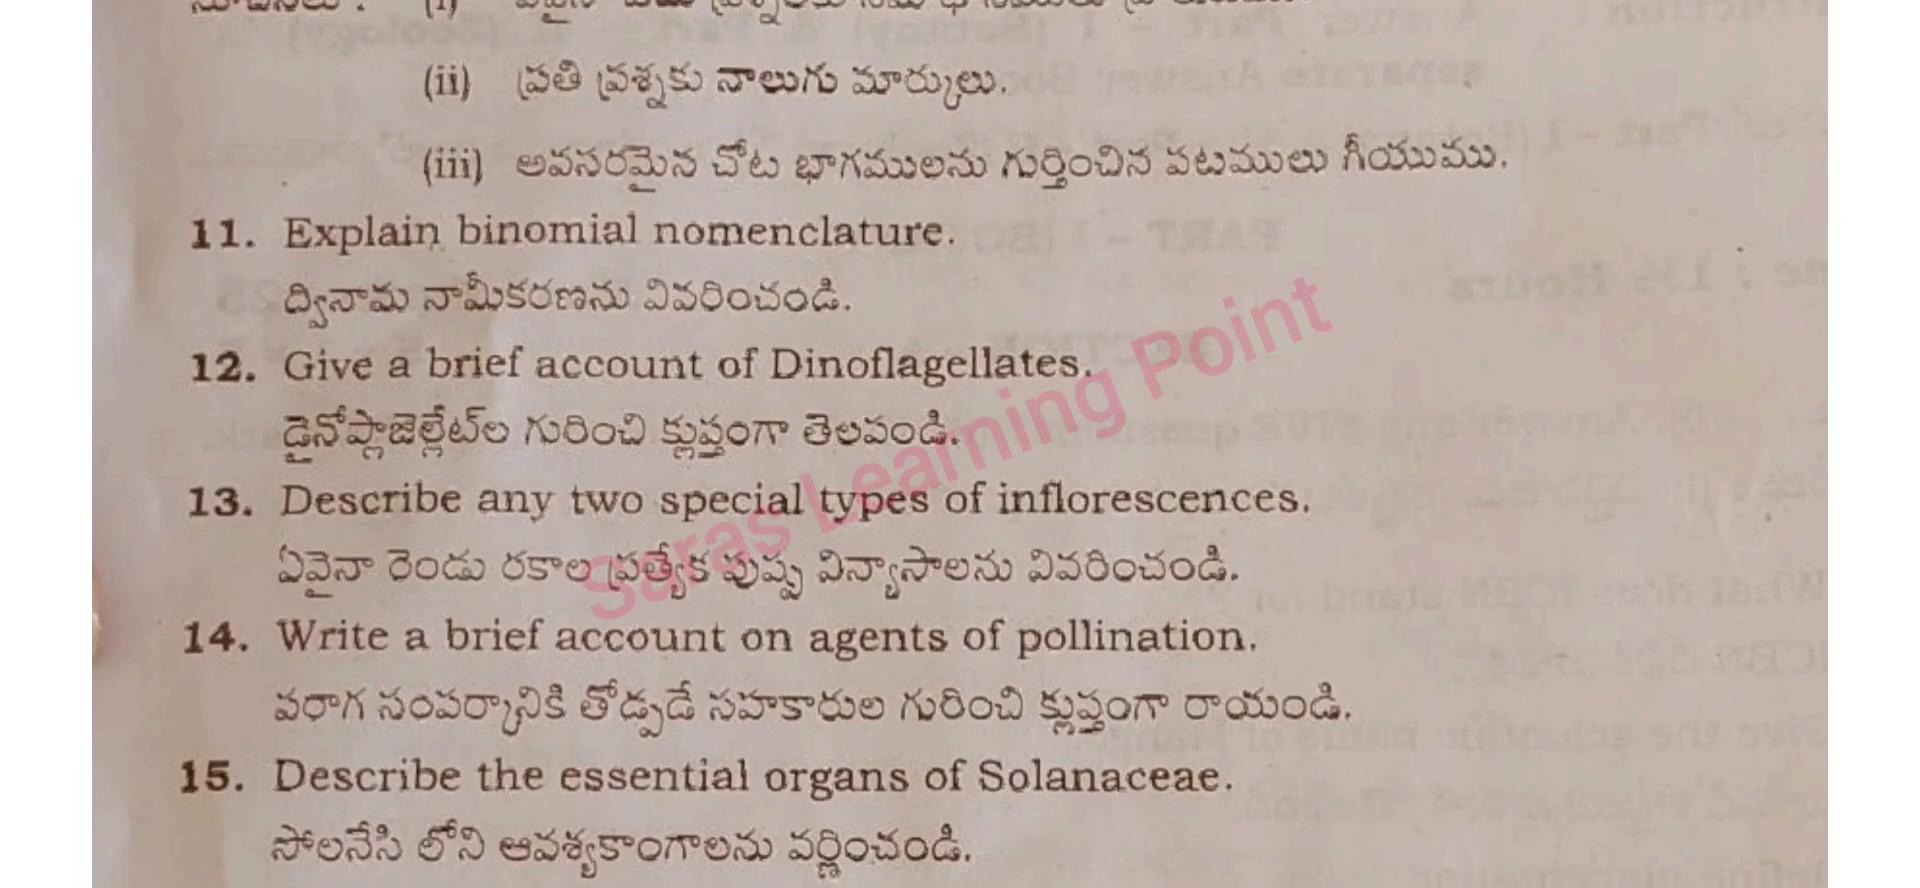 (ii) ప్రతి ప్రశ్నకు నాలుగు మార్కులు.
(iii) అవసరమైన చోట భాగములను గుర్తించిన పటములు గీయుము.
11. Explain binomial nomenclature.
ద్వినామ నామీకరణను వివరించండి.
12. Give a brief account of Dinoflagellates.
డైనోప్లాజెల్లేట్‌ల గురించి క్లుప్తంగా తెలపండి.
13. Describe any two special types of inflorescences.
ఏవైనా రెండు రకాల ప్రత్యేక పుష్ప విన్యాసాలను వివరించండి.
14. Write a brief account on agents of pollination.
పరాగ సంపర్కానికి తోడ్పడే సహకారుల గురించి క్లుప్తంగా రాయండి.
15. Describe the essential organs of Solanaceae.
సోలనేసి లోని ఆవశ్యకాంగాలను వర్ణించండి.
Saras Learning Point